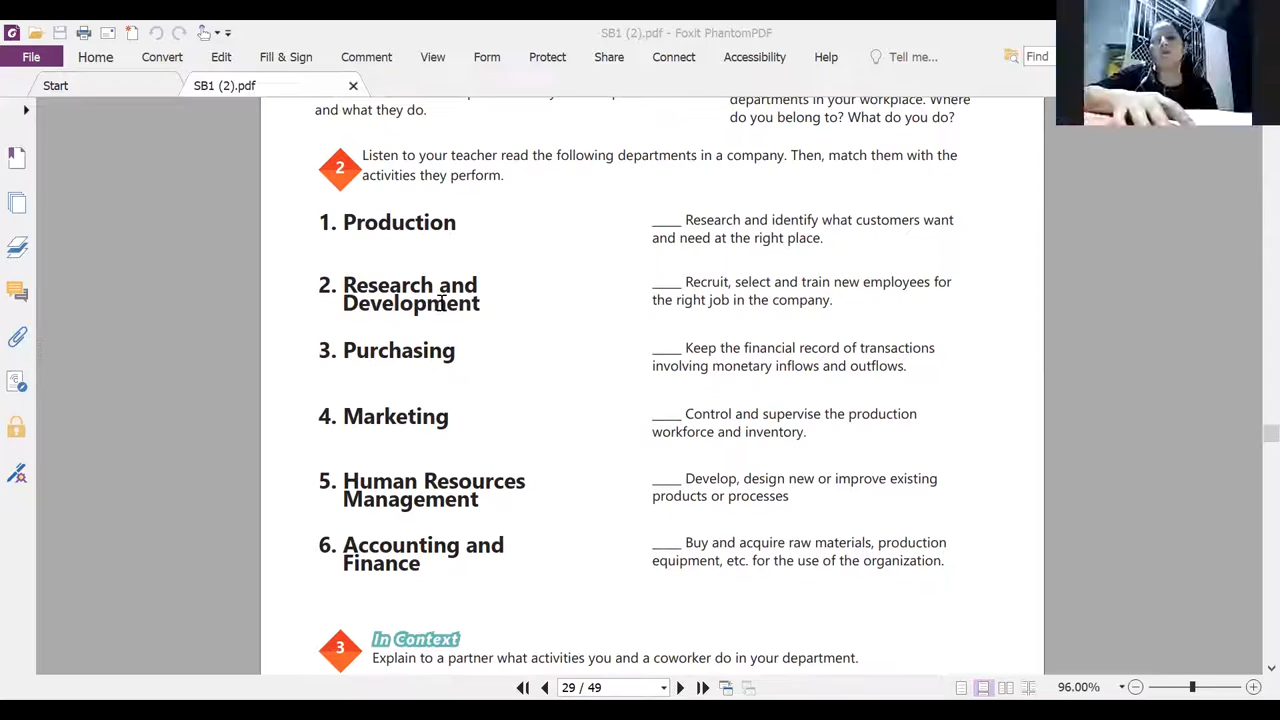 SB1 (2).pdf - Foxit PhantomPDF
File Home Convert Edit Fill & Sign Comment View Form Protect Share Connect Accessibility Help Tell me... Find
Start SB1 (2).pdf
and what they do.
departments in your workplace. Where
do you belong to? What do you do?
2 Listen to your teacher read the following departments in a company. Then, match them with the
activities they perform.
1. Production
____ Research and identify what customers want
and need at the right place.
2. Research and
Development
____ Recruit, select and train new employees for
the right job in the company.
3. Purchasing
____ Keep the financial record of transactions
involving monetary inflows and outflows.
4. Marketing
____ Control and supervise the production
workforce and inventory.
5. Human Resources
Management
____ Develop, design new or improve existing
products or processes
6. Accounting and
Finance
____ Buy and acquire raw materials, production
equipment, etc. for the use of the organization.
3 In Context
Explain to a partner what activities you and a coworker do in your department.
29 / 49
96.00%